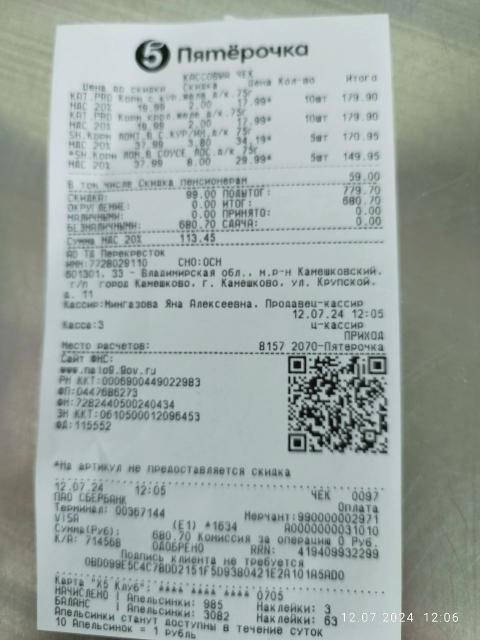 5 Пятёрочка
КАССОВЫЙ ЧЕК
Цена до скидки Скидка Цена Кол-во Итого
KAT.PRO Корм с кур.желе д/к.75г
НДС 20% 19.99 2.00 17.99* 10шт 179.90
KAT.PRO Корм крол.желе д/к.75г
НДС 20% 19.99 2.00 17.99* 10шт 179.90
SH.Корм ЛОМТ.В С.КУР/ИН.д/к 75г
НДС 20% 37.99 3.80 34.19* 5шт 170.95
*SH.Корм ЛОМ.В СОУСЕ ЛОС.д/к 75г
НДС 20% 37.99 8.00 29.99* 5шт 149.95
В том числе Скидка пенсионерам 59.00
СКИДКА: 99.00 ПОДЫТОГ: 779.70
ОКРУГЛЕНИЕ: 0.00 ИТОГ: 680.70
НАЛИЧНЫМИ: 0.00 ПРИНЯТО: 0.00
БЕЗНАЛИЧНЫМИ: 680.70 СДАЧА: 0.00
Сумма НДС 20% 113.45
АО ТД Перекресток
ИНН:7728029110 СНО:ОСН
601301, 33 - Владимирская обл., м.р-н Камешковский,
г/п город Камешково, г. Камешково, ул. Крупской,
д. 11
Кассир:Мингазова Яна Алексеевна, Продавец-кассир
12.07.24 12:05
Касса:3 ц-кассир
ПРИХОД
Место расчетов: 8157 2070-Пятерочка
Сайт ФНС:
www.nalog.gov.ru
РН ККТ:0006900449022983
ФП:0447686273
ФН:7282440500240434
ЗН ККТ:0610500012096453
ФД:115552
*На артикул не предоставляется скидка
12.07.24 12:05 ЧЕК 0097
ПАО СБЕРБАНК Оплата
Терминал: 00367144 Мерчант:990000002971
VISA A0000000031010
(E1) *1634
Сумма(Руб): 680.70 Комиссия за операцию 0 Руб.
К/А: 714568 ОДОБРЕНО RRN: 419409932299
Подпись клиента не требуется
0BD099E5C4C7BDD2151F5D9380421E2A101A5AD0
Карта "X5 Клуб": **** **** **** 0705
НАЧИСЛЕНО | Апельсинки: 985 Наклейки: 3
БАЛАНС | Апельсинки: 3082 Наклейки: 63
Апельсинки станут доступны в течение суток
10 Апельсинок = 1 рубль
12.07.2024 12:06